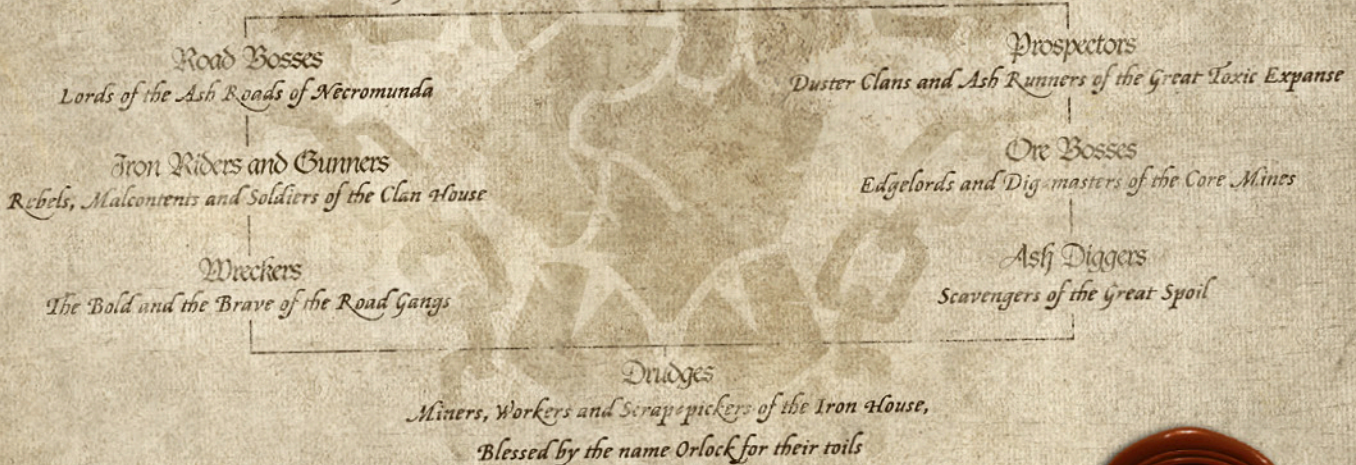 Road Bosses
Lords of the Ash Roads of Necromunda
Prospectors
Duster Clans and Ash Runners of the Great Toxic Expanse
Iron Riders and Gunners
Rebels, Malcontents and Soldiers of the Clan House
Ore Bosses
Edgelords and Dig-masters of the Core Mines
Wreckers
The Bold and the Brave of the Road Gangs
Ash Diggers
Scavengers of the Great Spoil
Drudges
Miners, Workers and Scrap-pickers of the Iron House,
Blessed by the name Orlock for their toils